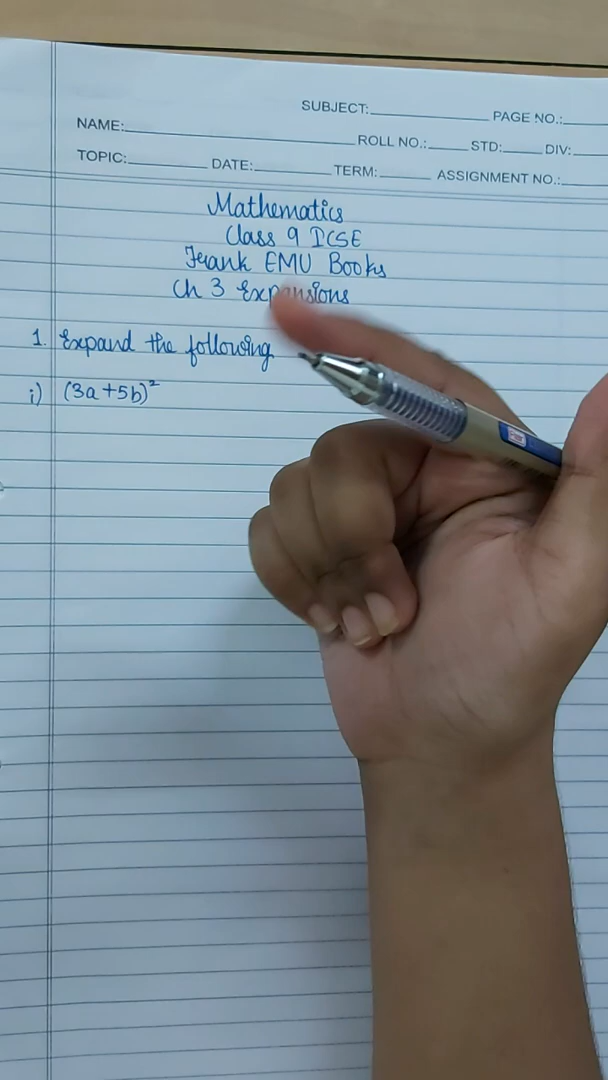 SUBJECT:
PAGE NO.:
NAME:
ROLL NO.:
STD:
DIV:
TOPIC:
DATE:
TERM:
ASSIGNMENT NO.:
Mathematics
Class 9 ICSE
Frank EMU Books
Ch 3 Expansions
1. Expand the following
i) (3a+5b)²